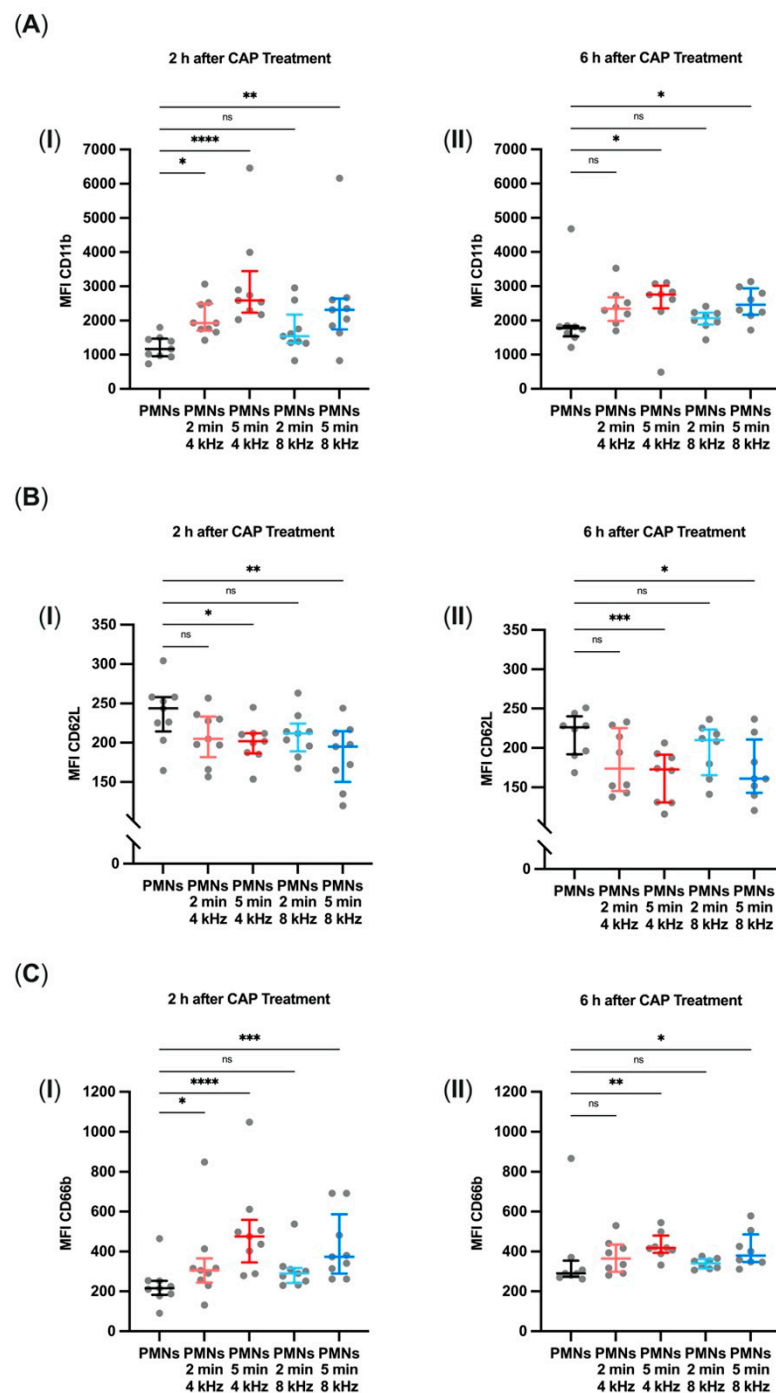 (A)
2 h after CAP Treatment
6 h after CAP Treatment
(I)
**
ns
****
*
7000
6000
5000
4000
3000
2000
1000
0
MFI CD11b
PMNs PMNs PMNs PMNs PMNs
2 min 5 min 2 min 5 min
4 kHz 4 kHz 8 kHz 8 kHz
(II)
*
ns
*
ns
7000
6000
5000
4000
3000
2000
1000
0
MFI CD11b
PMNs PMNs PMNs PMNs PMNs
2 min 5 min 2 min 5 min
4 kHz 4 kHz 8 kHz 8 kHz
(B)
2 h after CAP Treatment
6 h after CAP Treatment
(I)
**
ns
*
ns
350
300
250
200
150
0
MFI CD62L
PMNs PMNs PMNs PMNs PMNs
2 min 5 min 2 min 5 min
4 kHz 4 kHz 8 kHz 8 kHz
(II)
*
ns
***
ns
350
300
250
200
150
0
MFI CD62L
PMNs PMNs PMNs PMNs PMNs
2 min 5 min 2 min 5 min
4 kHz 4 kHz 8 kHz 8 kHz
(C)
2 h after CAP Treatment
6 h after CAP Treatment
(I)
***
ns
****
*
1200
1000
800
600
400
200
0
MFI CD66b
PMNs PMNs PMNs PMNs PMNs
2 min 5 min 2 min 5 min
4 kHz 4 kHz 8 kHz 8 kHz
(II)
*
ns
**
ns
1200
1000
800
600
400
200
0
MFI CD66b
PMNs PMNs PMNs PMNs PMNs
2 min 5 min 2 min 5 min
4 kHz 4 kHz 8 kHz 8 kHz